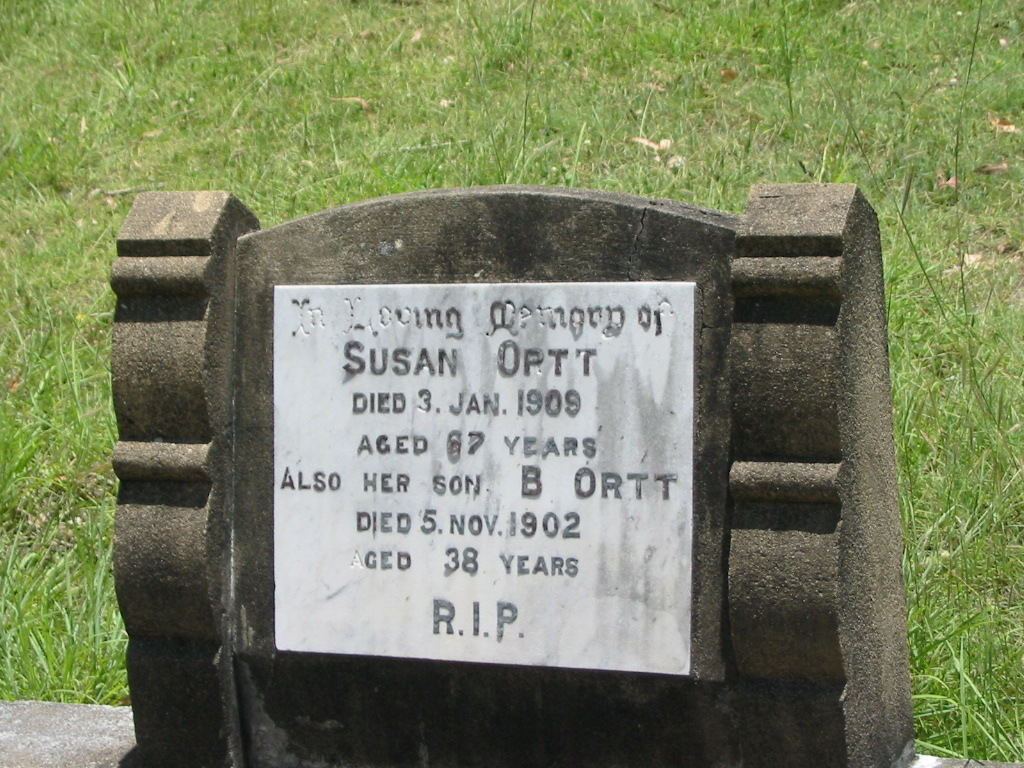 In Loving Memory of
SUSAN ORTT
DIED 3. JAN. 1909
AGED 67 YEARS
ALSO HER SON B ORTT
DIED 5. NOV. 1902
AGED 38 YEARS
R.I.P.